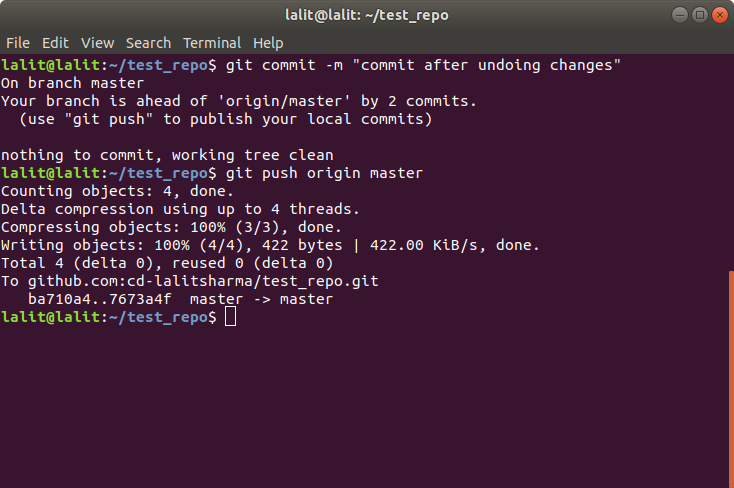 lalit@lalit: ~/test_repo
File Edit View Search Terminal Help
lalit@lalit:~/test_repo$ git commit -m "commit after undoing changes"
On branch master
Your branch is ahead of 'origin/master' by 2 commits.
  (use "git push" to publish your local commits)

nothing to commit, working tree clean
lalit@lalit:~/test_repo$ git push origin master
Counting objects: 4, done.
Delta compression using up to 4 threads.
Compressing objects: 100% (3/3), done.
Writing objects: 100% (4/4), 422 bytes | 422.00 KiB/s, done.
Total 4 (delta 0), reused 0 (delta 0)
To github.com:cd-lalitsharma/test_repo.git
   ba710a4..7673a4f  master -> master
lalit@lalit:~/test_repo$